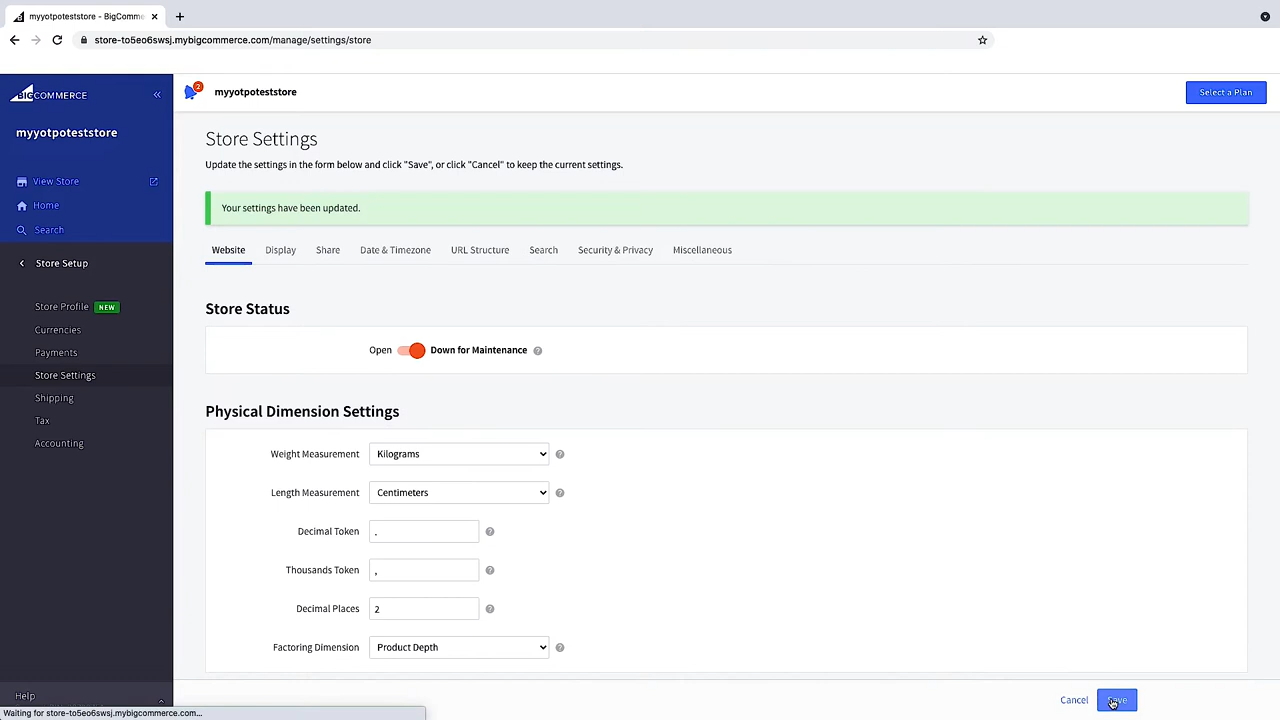 myyotpoteststore - BigComme
store-to5eo6swsj.mybigcommerce.com/manage/settings/store
BIGCOMMERCE
2
myyotpoteststore
Select a Plan
myyotpoteststore
View Store
Home
Search
Store Setup
Store Profile NEW
Currencies
Payments
Store Settings
Shipping
Tax
Accounting
Help
Store Settings
Update the settings in the form below and click "Save", or click "Cancel" to keep the current settings.
Your settings have been updated.
Website Display Share Date & Timezone URL Structure Search Security & Privacy Miscellaneous
Store Status
Open Down for Maintenance ?
Physical Dimension Settings
Weight Measurement Kilograms ?
Length Measurement Centimeters ?
Decimal Token . ?
Thousands Token , ?
Decimal Places 2 ?
Factoring Dimension Product Depth ?
Cancel Save
Waiting for store-to5eo6swsj.mybigcommerce.com...